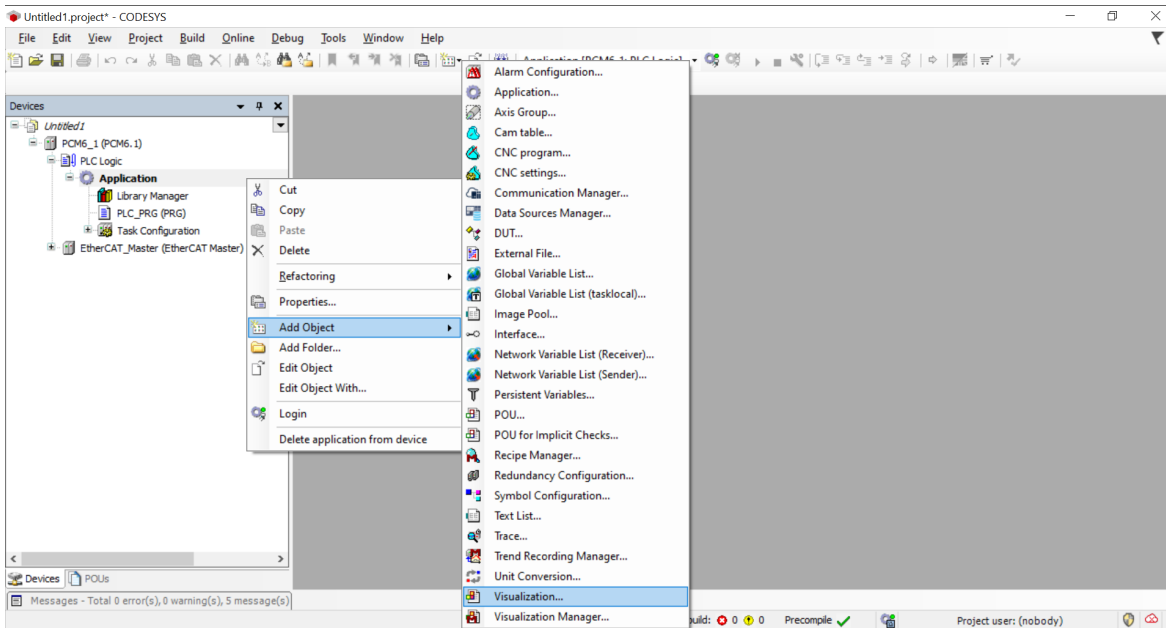 Untitled1.project* - CODESYS
File Edit View Project Build Online Debug Tools Window Help
Application [PCM6_1: PLC Logic]
Devices
Untitled1
PCM6_1 (PCM6.1)
PLC Logic
Application
Library Manager
PLC_PRG (PRG)
Task Configuration
EtherCAT_Master (EtherCAT Master)
Cut
Copy
Paste
Delete
Refactoring
Properties...
Add Object
Add Folder...
Edit Object
Edit Object With...
Login
Delete application from device
Alarm Configuration...
Application...
Axis Group...
Cam table...
CNC program...
CNC settings...
Communication Manager...
Data Sources Manager...
DUT...
External File...
Global Variable List...
Global Variable List (tasklocal)...
Image Pool...
Interface...
Network Variable List (Receiver)...
Network Variable List (Sender)...
Persistent Variables...
POU...
POU for Implicit Checks...
Recipe Manager...
Redundancy Configuration...
Symbol Configuration...
Text List...
Trace...
Trend Recording Manager...
Unit Conversion...
Visualization...
Visualization Manager...
Devices POUs
Messages - Total 0 error(s), 0 warning(s), 5 message(s)
uild: 0 0 Precompile Project user: (nobody)